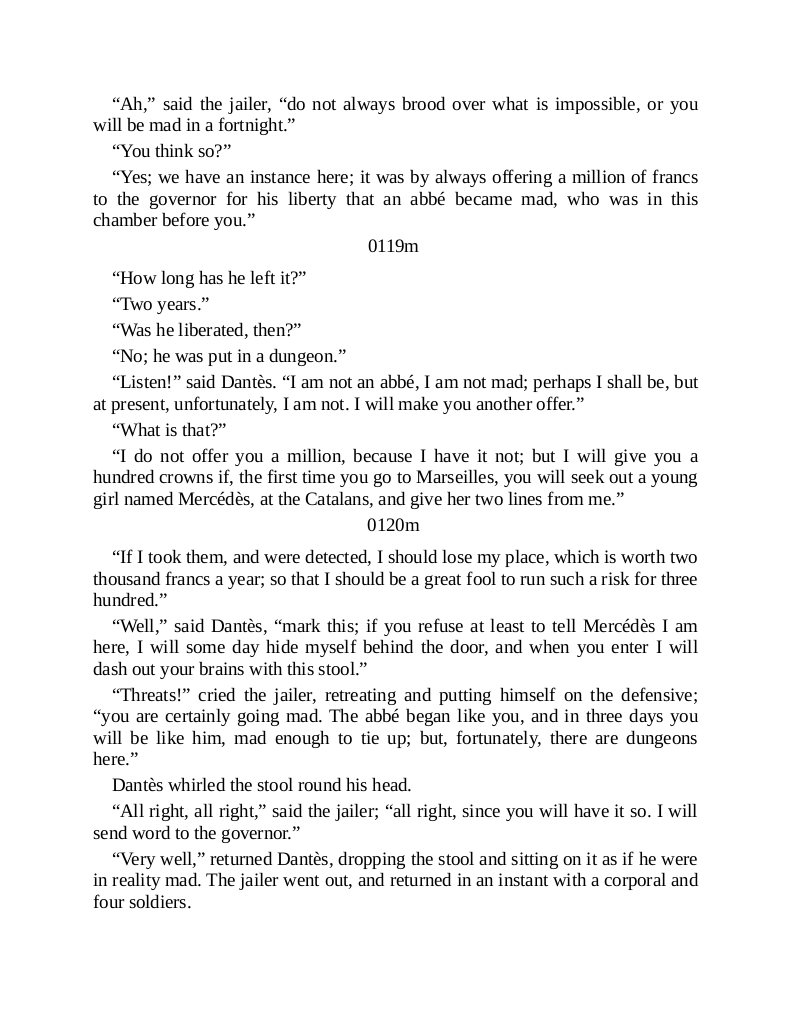 “Ah,” said the jailer, “do not always brood over what is impossible, or you
will be mad in a fortnight.”
“You think so?”
“Yes; we have an instance here; it was by always offering a million of francs
to the governor for his liberty that an abbé became mad, who was in this
chamber before you.”
0119m
“How long has he left it?”
“Two years.”
“Was he liberated, then?”
“No; he was put in a dungeon.”
“Listen!” said Dantès. “I am not an abbé, I am not mad; perhaps I shall be, but
at present, unfortunately, I am not. I will make you another offer.”
“What is that?”
“I do not offer you a million, because I have it not; but I will give you a
hundred crowns if, the first time you go to Marseilles, you will seek out a young
girl named Mercédès, at the Catalans, and give her two lines from me.”
0120m
“If I took them, and were detected, I should lose my place, which is worth two
thousand francs a year; so that I should be a great fool to run such a risk for three
hundred.”
“Well,” said Dantès, “mark this; if you refuse at least to tell Mercédès I am
here, I will some day hide myself behind the door, and when you enter I will
dash out your brains with this stool.”
“Threats!” cried the jailer, retreating and putting himself on the defensive;
“you are certainly going mad. The abbé began like you, and in three days you
will be like him, mad enough to tie up; but, fortunately, there are dungeons
here.”
Dantès whirled the stool round his head.
“All right, all right,” said the jailer; “all right, since you will have it so. I will
send word to the governor.”
“Very well,” returned Dantès, dropping the stool and sitting on it as if he were
in reality mad. The jailer went out, and returned in an instant with a corporal and
four soldiers.